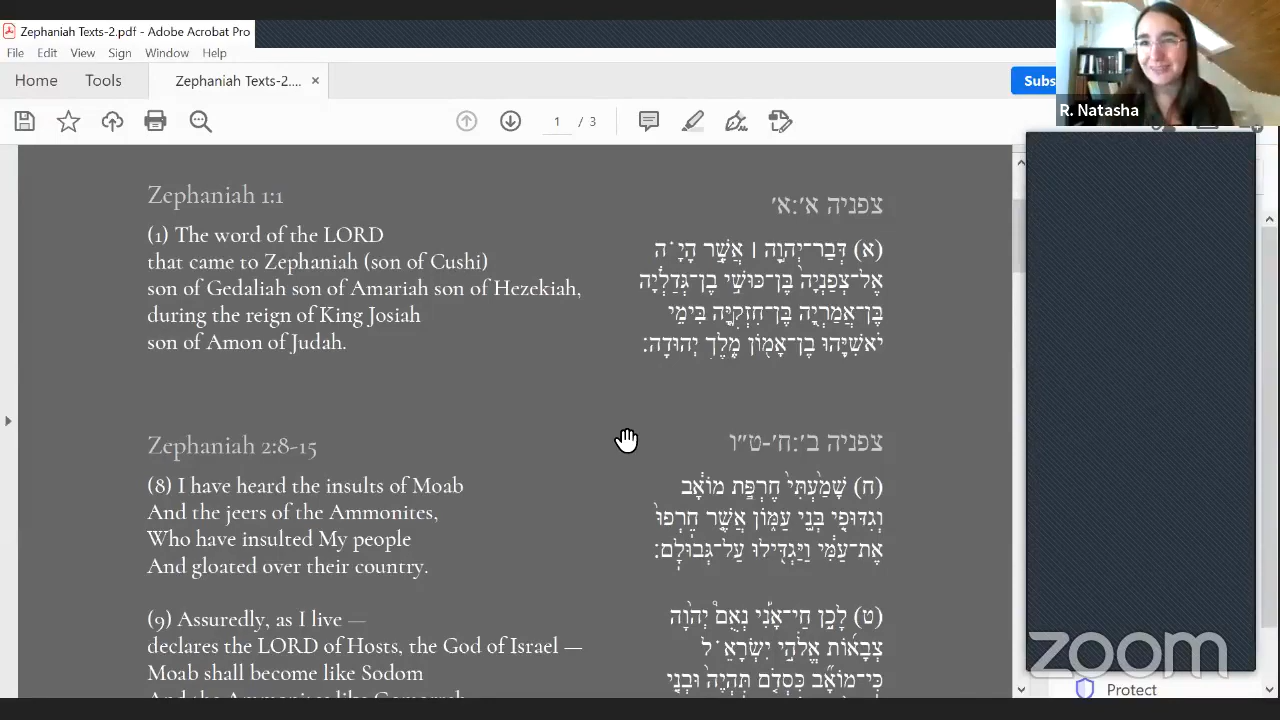 Zephaniah Texts-2.pdf - Adobe Acrobat Pro
File Edit View Sign Window Help
Home Tools Zephaniah Texts-2.... ×
Subs
R. Natasha
1 / 3
Zephaniah 1:1
צפניה א׳:א׳
(1) The word of the LORD
that came to Zephaniah (son of Cushi)
son of Gedaliah son of Amariah son of Hezekiah,
during the reign of King Josiah
son of Amon of Judah.
(א) דְּבַר־יְהוָ֣ה ׀ אֲשֶׁ֣ר הָיָ֗ה
אֶל־צְפַנְיָה֙ בֶּן־כּוּשִׁ֣י בֶן־גְּדַלְיָ֔ה
בֶּן־אֲמַרְיָ֖ה בֶּן־חִזְקִיָּ֑ה בִּימֵ֛י
יֹאשִׁיָּ֥הוּ בֶן־אָמ֖וֹן מֶ֥לֶךְ יְהוּדָֽה׃
Zephaniah 2:8-15
צפניה ב׳:ח׳-ט״ו
(8) I have heard the insults of Moab
And the jeers of the Ammonites,
Who have insulted My people
And gloated over their country.
(ח) שָׁמַ֙עְתִּי֙ חֶרְפַּ֣ת מוֹאָ֔ב
וְגִדּוּפֵ֖י בְּנֵ֣י עַמּ֑וֹן אֲשֶׁ֤ר חֵֽרְפוּ֙
אֶת־עַמִּ֔י וַיַּגְדִּ֖ילוּ עַל־גְּבוּלָֽם׃
(9) Assuredly, as I live —
declares the LORD of Hosts, the God of Israel —
Moab shall become like Sodom
And the Ammonites like Gomorrah
(ט) לָכֵ֣ן חַי־אָ֡נִי נְאֻם֩ יְהוָ֨ה
צְבָא֜וֹת אֱלֹהֵ֣י יִשְׂרָאֵ֗ל
כִּֽי־מוֹאָ֞ב כִּסְדֹ֤ם תִּֽהְיֶה֙ וּבְנֵ֤י
zoom
Protect